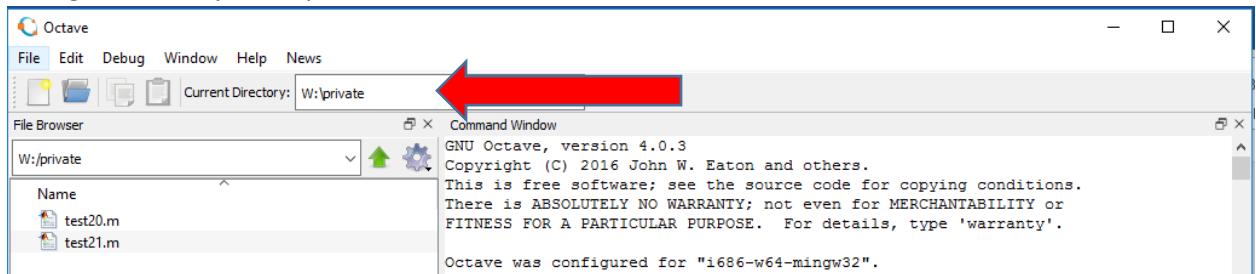 Octave
File Edit Debug Window Help News
Current Directory: W:\private
File Browser
Command Window
W:/private
Name
test20.m
test21.m
GNU Octave, version 4.0.3
Copyright (C) 2016 John W. Eaton and others.
This is free software; see the source code for copying conditions.
There is ABSOLUTELY NO WARRANTY; not even for MERCHANTABILITY or
FITNESS FOR A PARTICULAR PURPOSE.  For details, type 'warranty'.
Octave was configured for "i686-w64-mingw32".